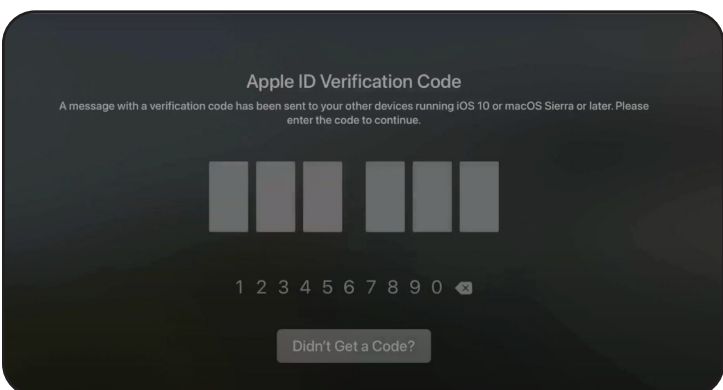 Apple ID Verification Code
A message with a verification code has been sent to your other devices running iOS 10 or macOS Sierra or later. Please
enter the code to continue.
1 2 3 4 5 6 7 8 9 0
Didn't Get a Code?